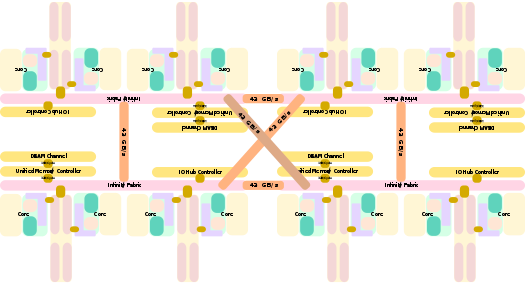 Core Core Core Core
Infinity Fabric 42 GB/s Infinity Fabric
IO Hub Controller Unified Memory Controller IO Hub Controller Unified Memory Controller
DRAM Channel DRAM Channel
42 GB/s 42 GB/s 42 GB/s 42 GB/s
DRAM Channel DRAM Channel
Unified Memory Controller IO Hub Controller Unified Memory Controller IO Hub Controller
Infinity Fabric 42 GB/s Infinity Fabric
Core Core Core Core